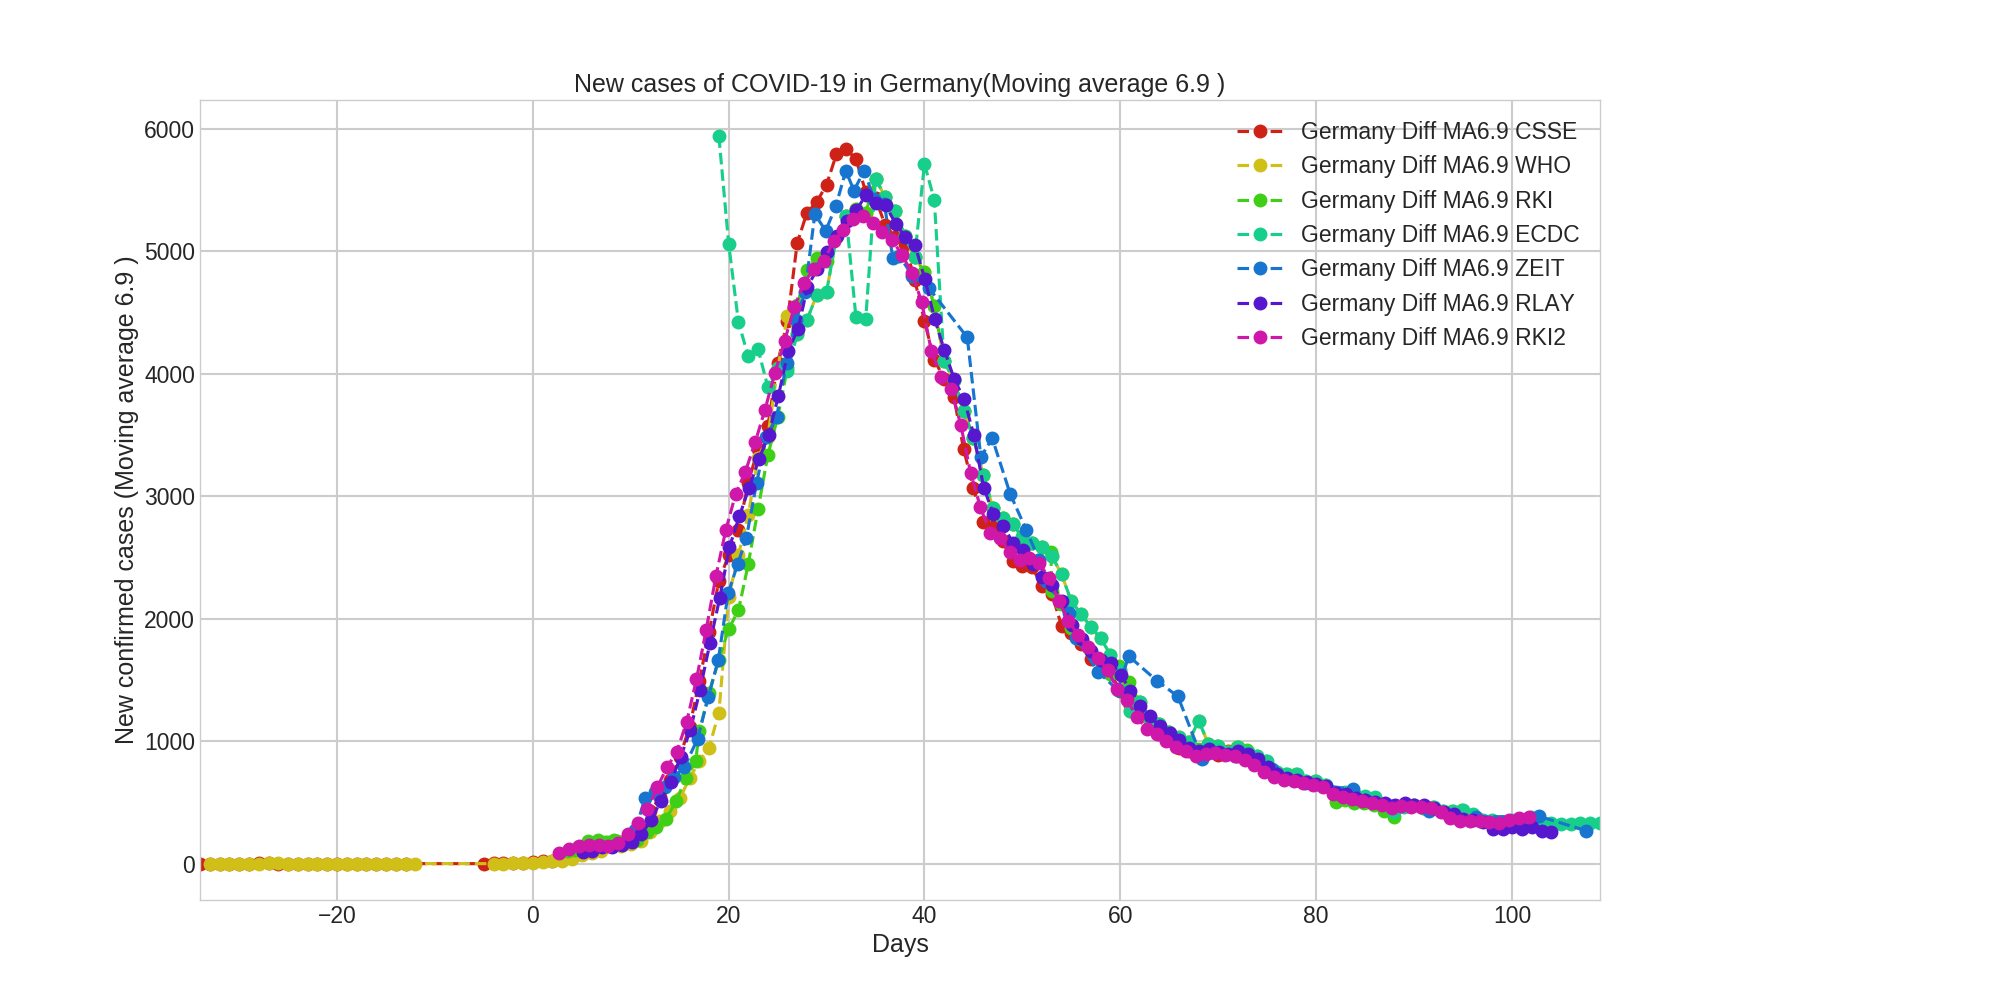 New cases of COVID-19 in Germany(Moving average 6.9 )
New confirmed cases (Moving average 6.9 )
6000
5000
4000
3000
2000
1000
0
Germany Diff MA6.9 CSSE
Germany Diff MA6.9 WHO
Germany Diff MA6.9 RKI
Germany Diff MA6.9 ECDC
Germany Diff MA6.9 ZEIT
Germany Diff MA6.9 RLAY
Germany Diff MA6.9 RKI2
−20 0 20 40 60 80 100
Days